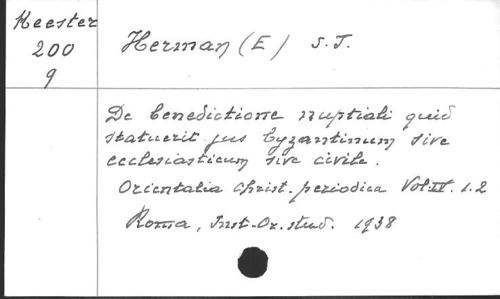 Heester
200
9
Herman (E) S.J.
De benedictione nuptiali quid
statuerit jus byzantinum sive
ecclesiasticum sive civile.
Orientalia Christ. periodica Vol. IV. 1.2
Roma, Inst. Or. stud. 1938